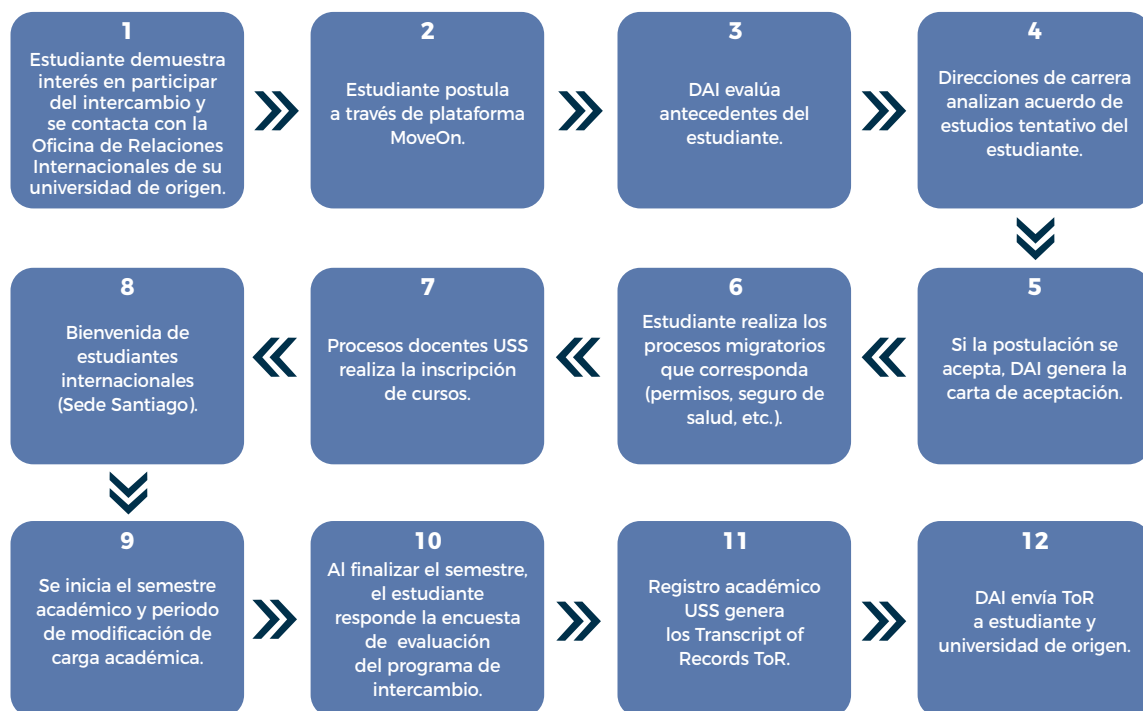 1
Estudiante demuestra
interés en participar
del intercambio y
se contacta con la
Oficina de Relaciones
Internacionales de su
universidad de origen.
2
Estudiante postula
a través de plataforma
MoveOn.
3
DAI evalúa
antecedentes del
estudiante.
4
Direcciones de carrera
analizan acuerdo de
estudios tentativo del
estudiante.
5
Si la postulación se
acepta, DAI genera la
carta de aceptación.
6
Estudiante realiza los
procesos migratorios
que corresponda
(permisos, seguro de
salud, etc.).
7
Procesos docentes USS
realiza la inscripción
de cursos.
8
Bienvenida de
estudiantes
internacionales
(Sede Santiago).
9
Se inicia el semestre
académico y periodo
de modificación de
carga académica.
10
Al finalizar el semestre,
el estudiante
responde la encuesta
de evaluación
del programa de
intercambio.
11
Registro académico
USS genera
los Transcript of
Records ToR.
12
DAI envía ToR
a estudiante y
universidad de origen.